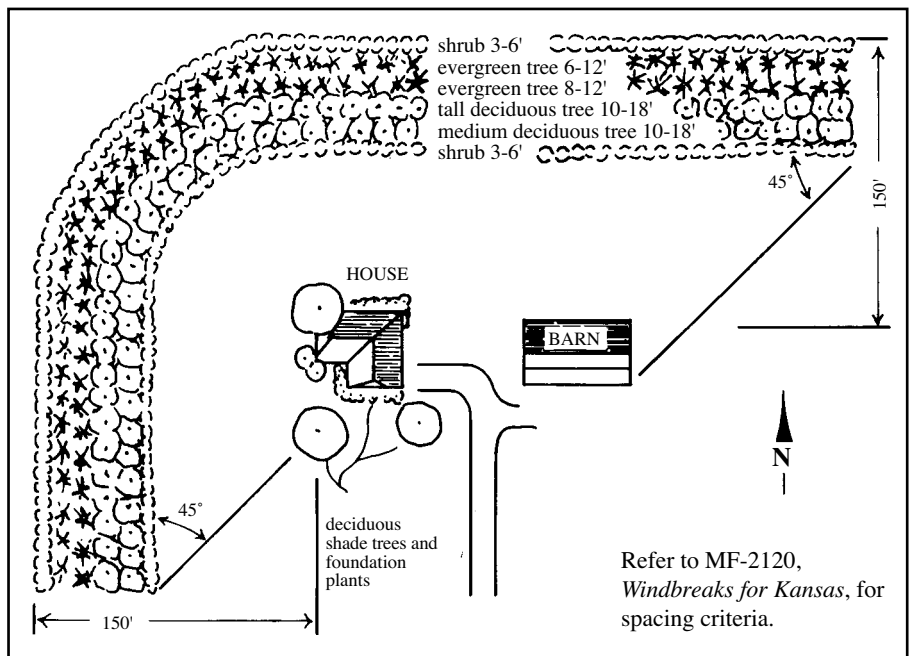 shrub 3-6'
evergreen tree 6-12'
evergreen tree 8-12'
tall deciduous tree 10-18'
medium deciduous tree 10-18'
shrub 3-6'
45°
150'
HOUSE
BARN
N
45°
deciduous
shade trees and
foundation
plants
150'
Refer to MF-2120,
Windbreaks for Kansas, for
spacing criteria.